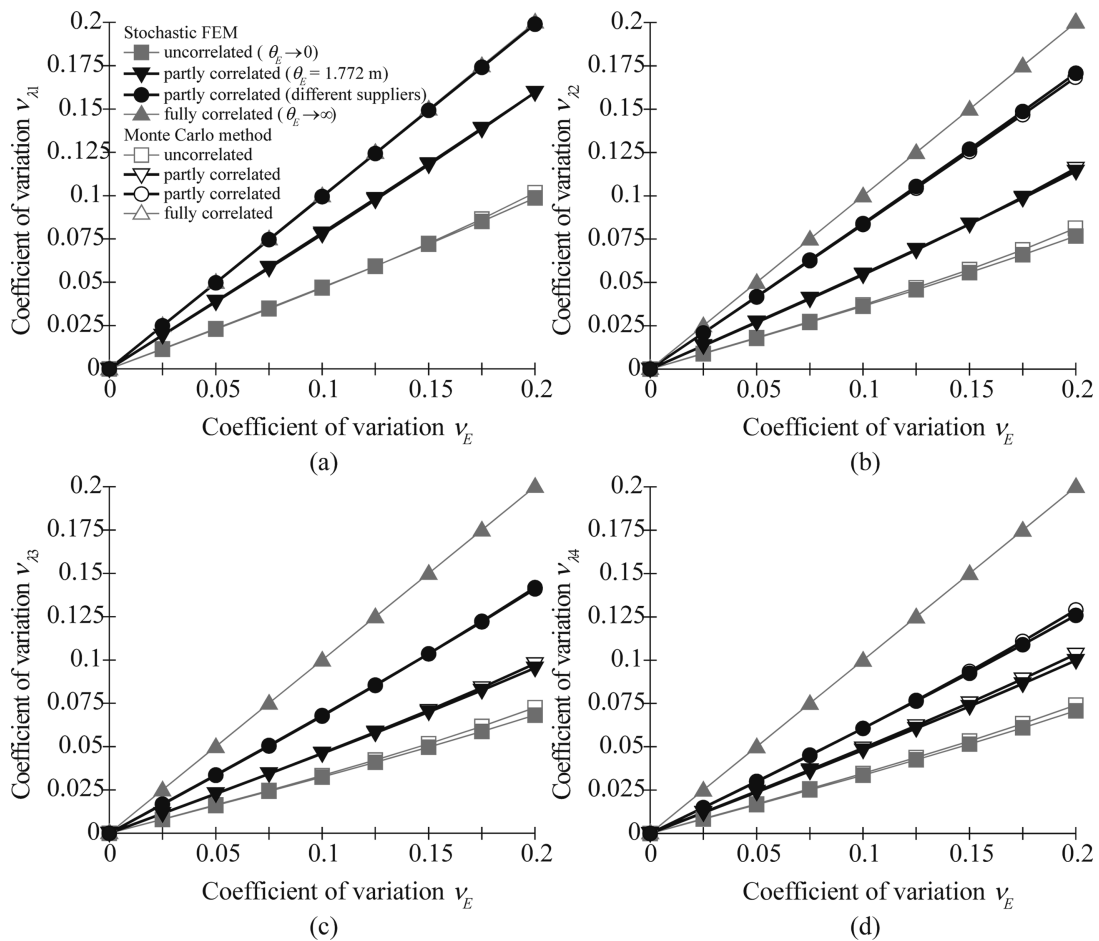 0.2
0.175
0.15
0.125
0.1
0.075
0.05
0.025
0
Coefficient of variation νλ1
Stochastic FEM
uncorrelated ( θE→0)
partly correlated (θE= 1.772 m)
partly correlated (different suppliers)
fully correlated (θE→∞)
Monte Carlo method
uncorrelated
partly correlated
partly correlated
fully correlated
0 0.05 0.1 0.15 0.2
Coefficient of variation νE
(a)
0.2
0.175
0.15
0.125
0.1
0.075
0.05
0.025
0
Coefficient of variation νλ2
0 0.05 0.1 0.15 0.2
Coefficient of variation νE
(b)
0.2
0.175
0.15
0.125
0.1
0.075
0.05
0.025
0
Coefficient of variation νλ3
0 0.05 0.1 0.15 0.2
Coefficient of variation νE
(c)
0.2
0.175
0.15
0.125
0.1
0.075
0.05
0.025
0
Coefficient of variation νλ4
0 0.05 0.1 0.15 0.2
Coefficient of variation νE
(d)